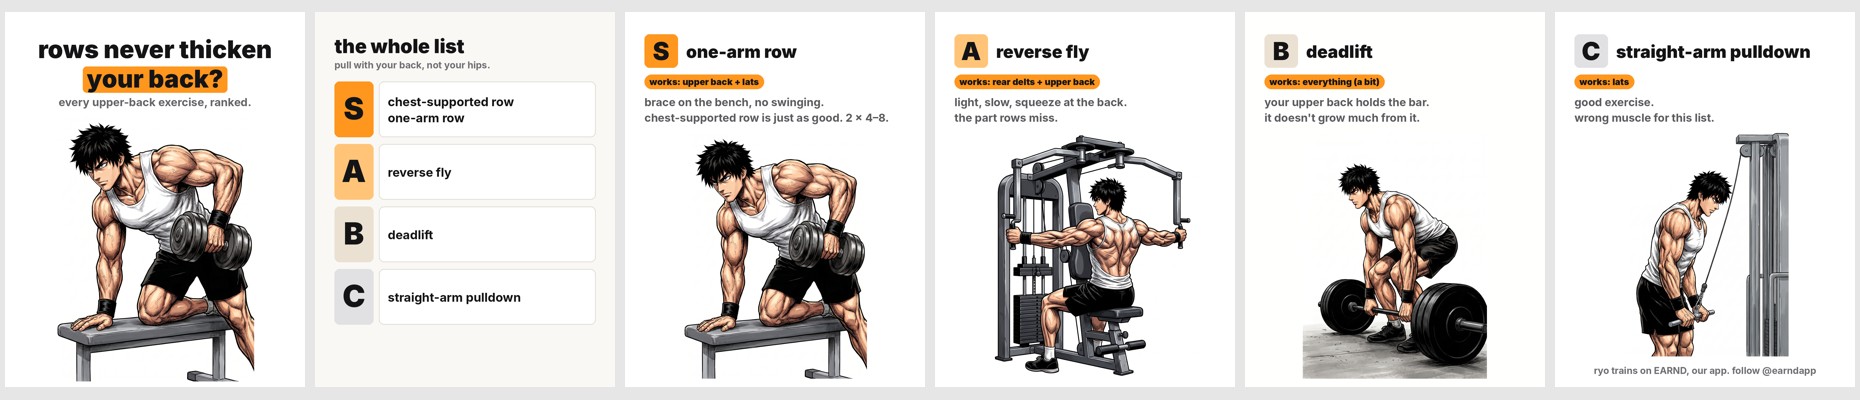 rows never thicken
your back?
every upper-back exercise, ranked.
the whole list
pull with your back, not your hips.
S
chest-supported row
one-arm row
A
reverse fly
B
deadlift
C
straight-arm pulldown
S one-arm row
works: upper back + lats
brace on the bench, no swinging.
chest-supported row is just as good. 2 × 4–8.
A reverse fly
works: rear delts + upper back
light, slow, squeeze at the back.
the part rows miss.
B deadlift
works: everything (a bit)
your upper back holds the bar.
it doesn't grow much from it.
C straight-arm pulldown
works: lats
good exercise.
wrong muscle for this list.
ryo trains on EARND, our app. follow @earndapp